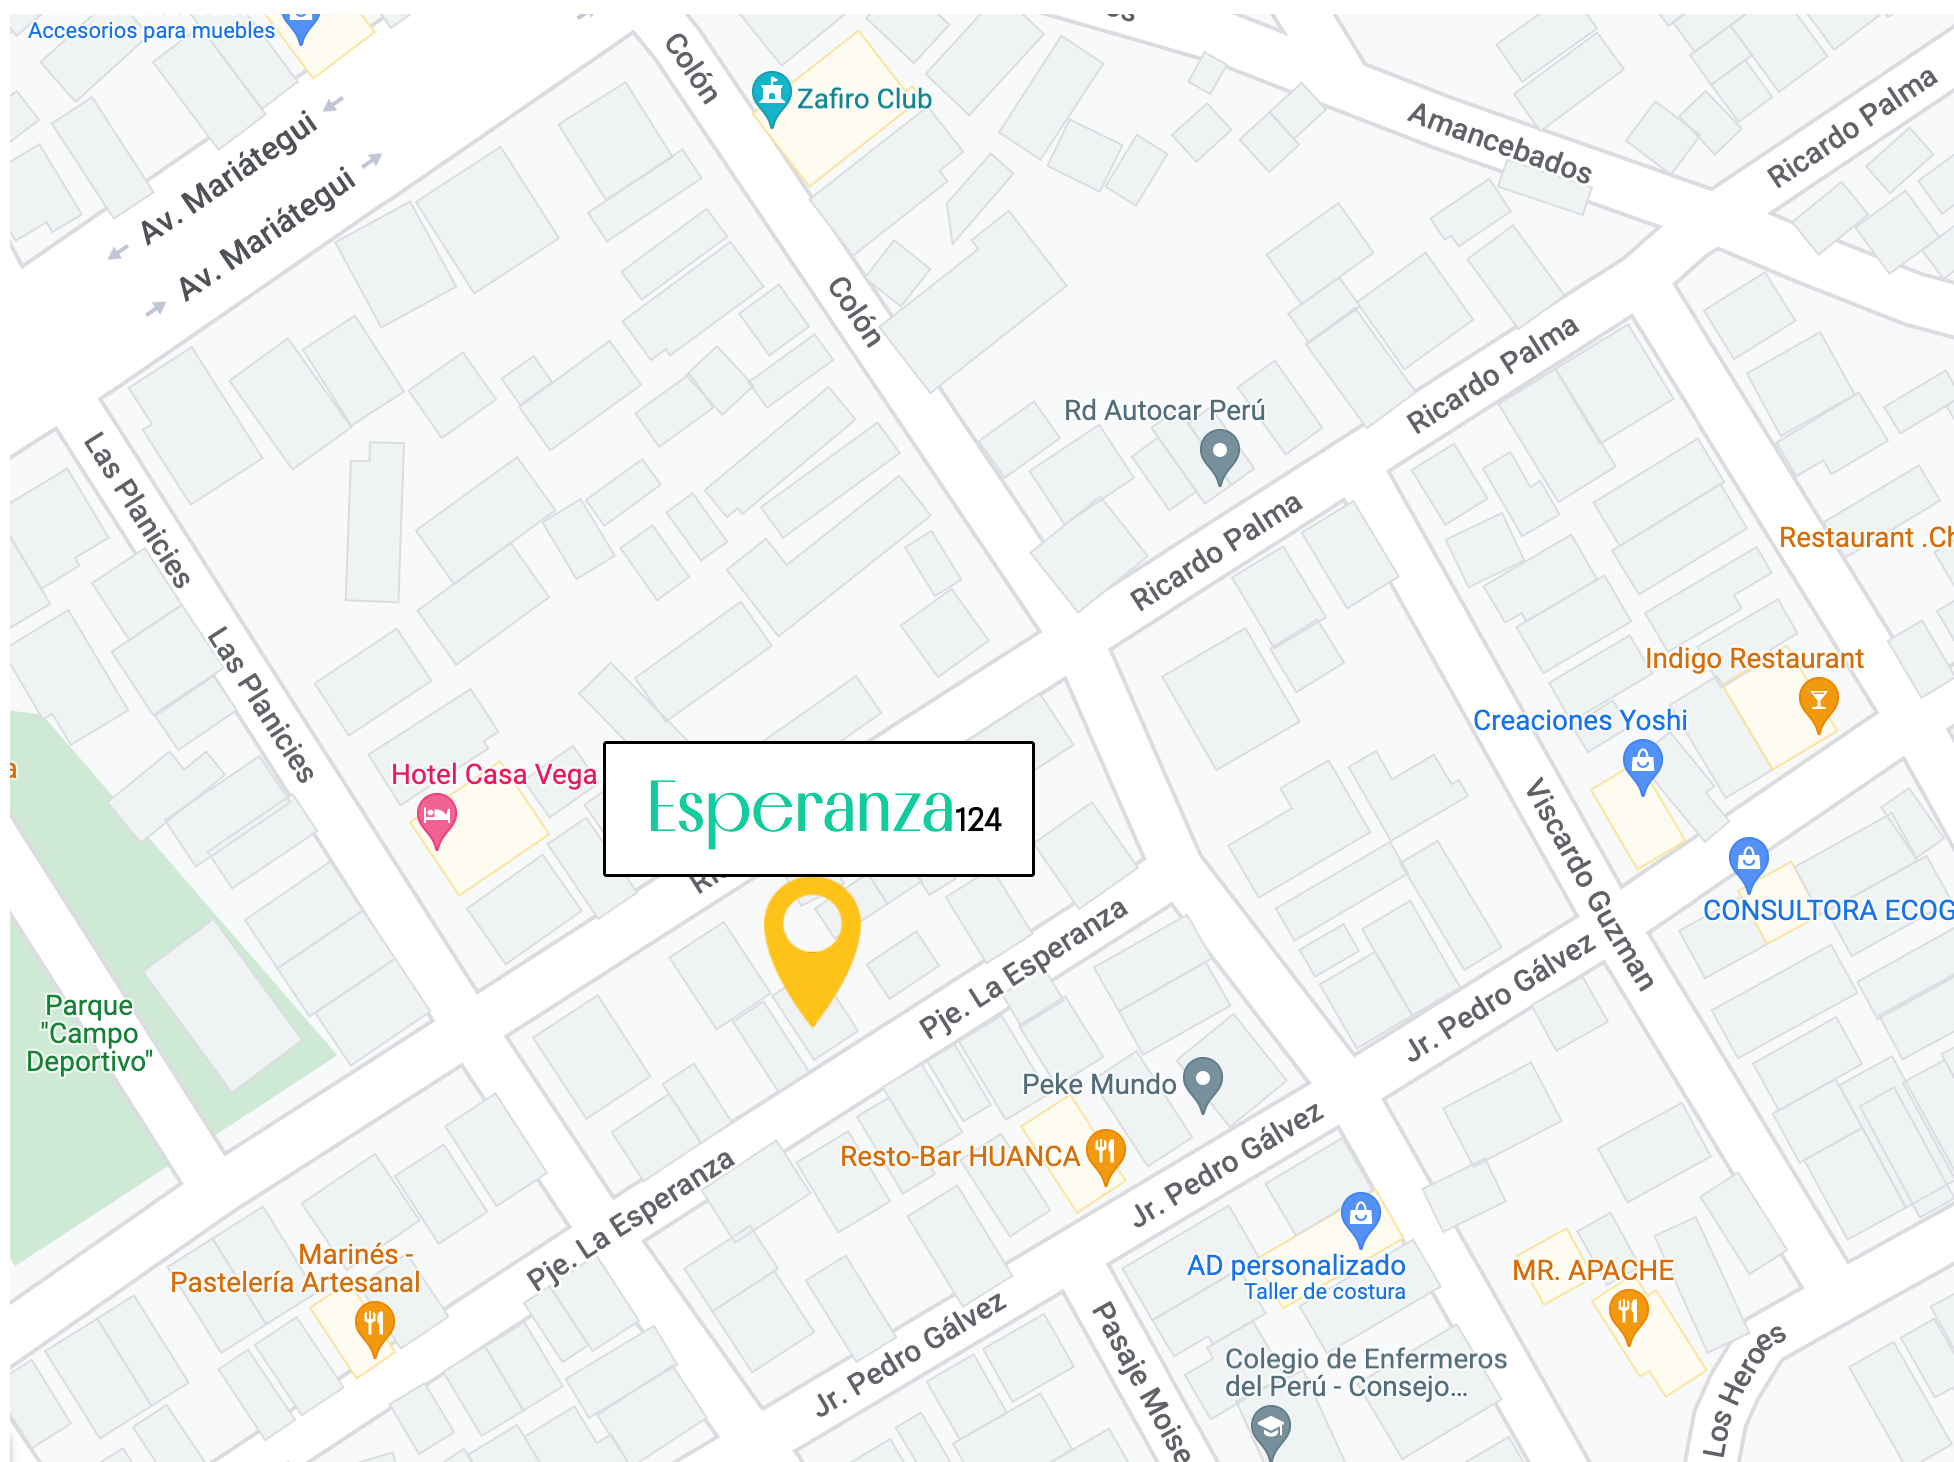 Accesorios para muebles
Colón
Zafiro Club
Amancebados
Ricardo Palma
Av. Mariátegui
Av. Mariátegui
Colón
Ricardo Palma
Rd Autocar Perú
Las Planicies
Ricardo Palma
Restaurant .Ch
Las Planicies
Indigo Restaurant
Creaciones Yoshi
Hotel Casa Vega
Esperanza124
Viscardo Guzman
CONSULTORA ECOG
Pje. La Esperanza
Jr. Pedro Gálvez
Parque
"Campo
Deportivo"
Peke Mundo
Resto-Bar HUANCA
Jr. Pedro Gálvez
Pje. La Esperanza
Marinés -
Pastelería Artesanal
AD personalizado
Taller de costura
MR. APACHE
Jr. Pedro Gálvez
Pasaje Moise
Colegio de Enfermeros
del Perú - Consejo...
Los Heroes